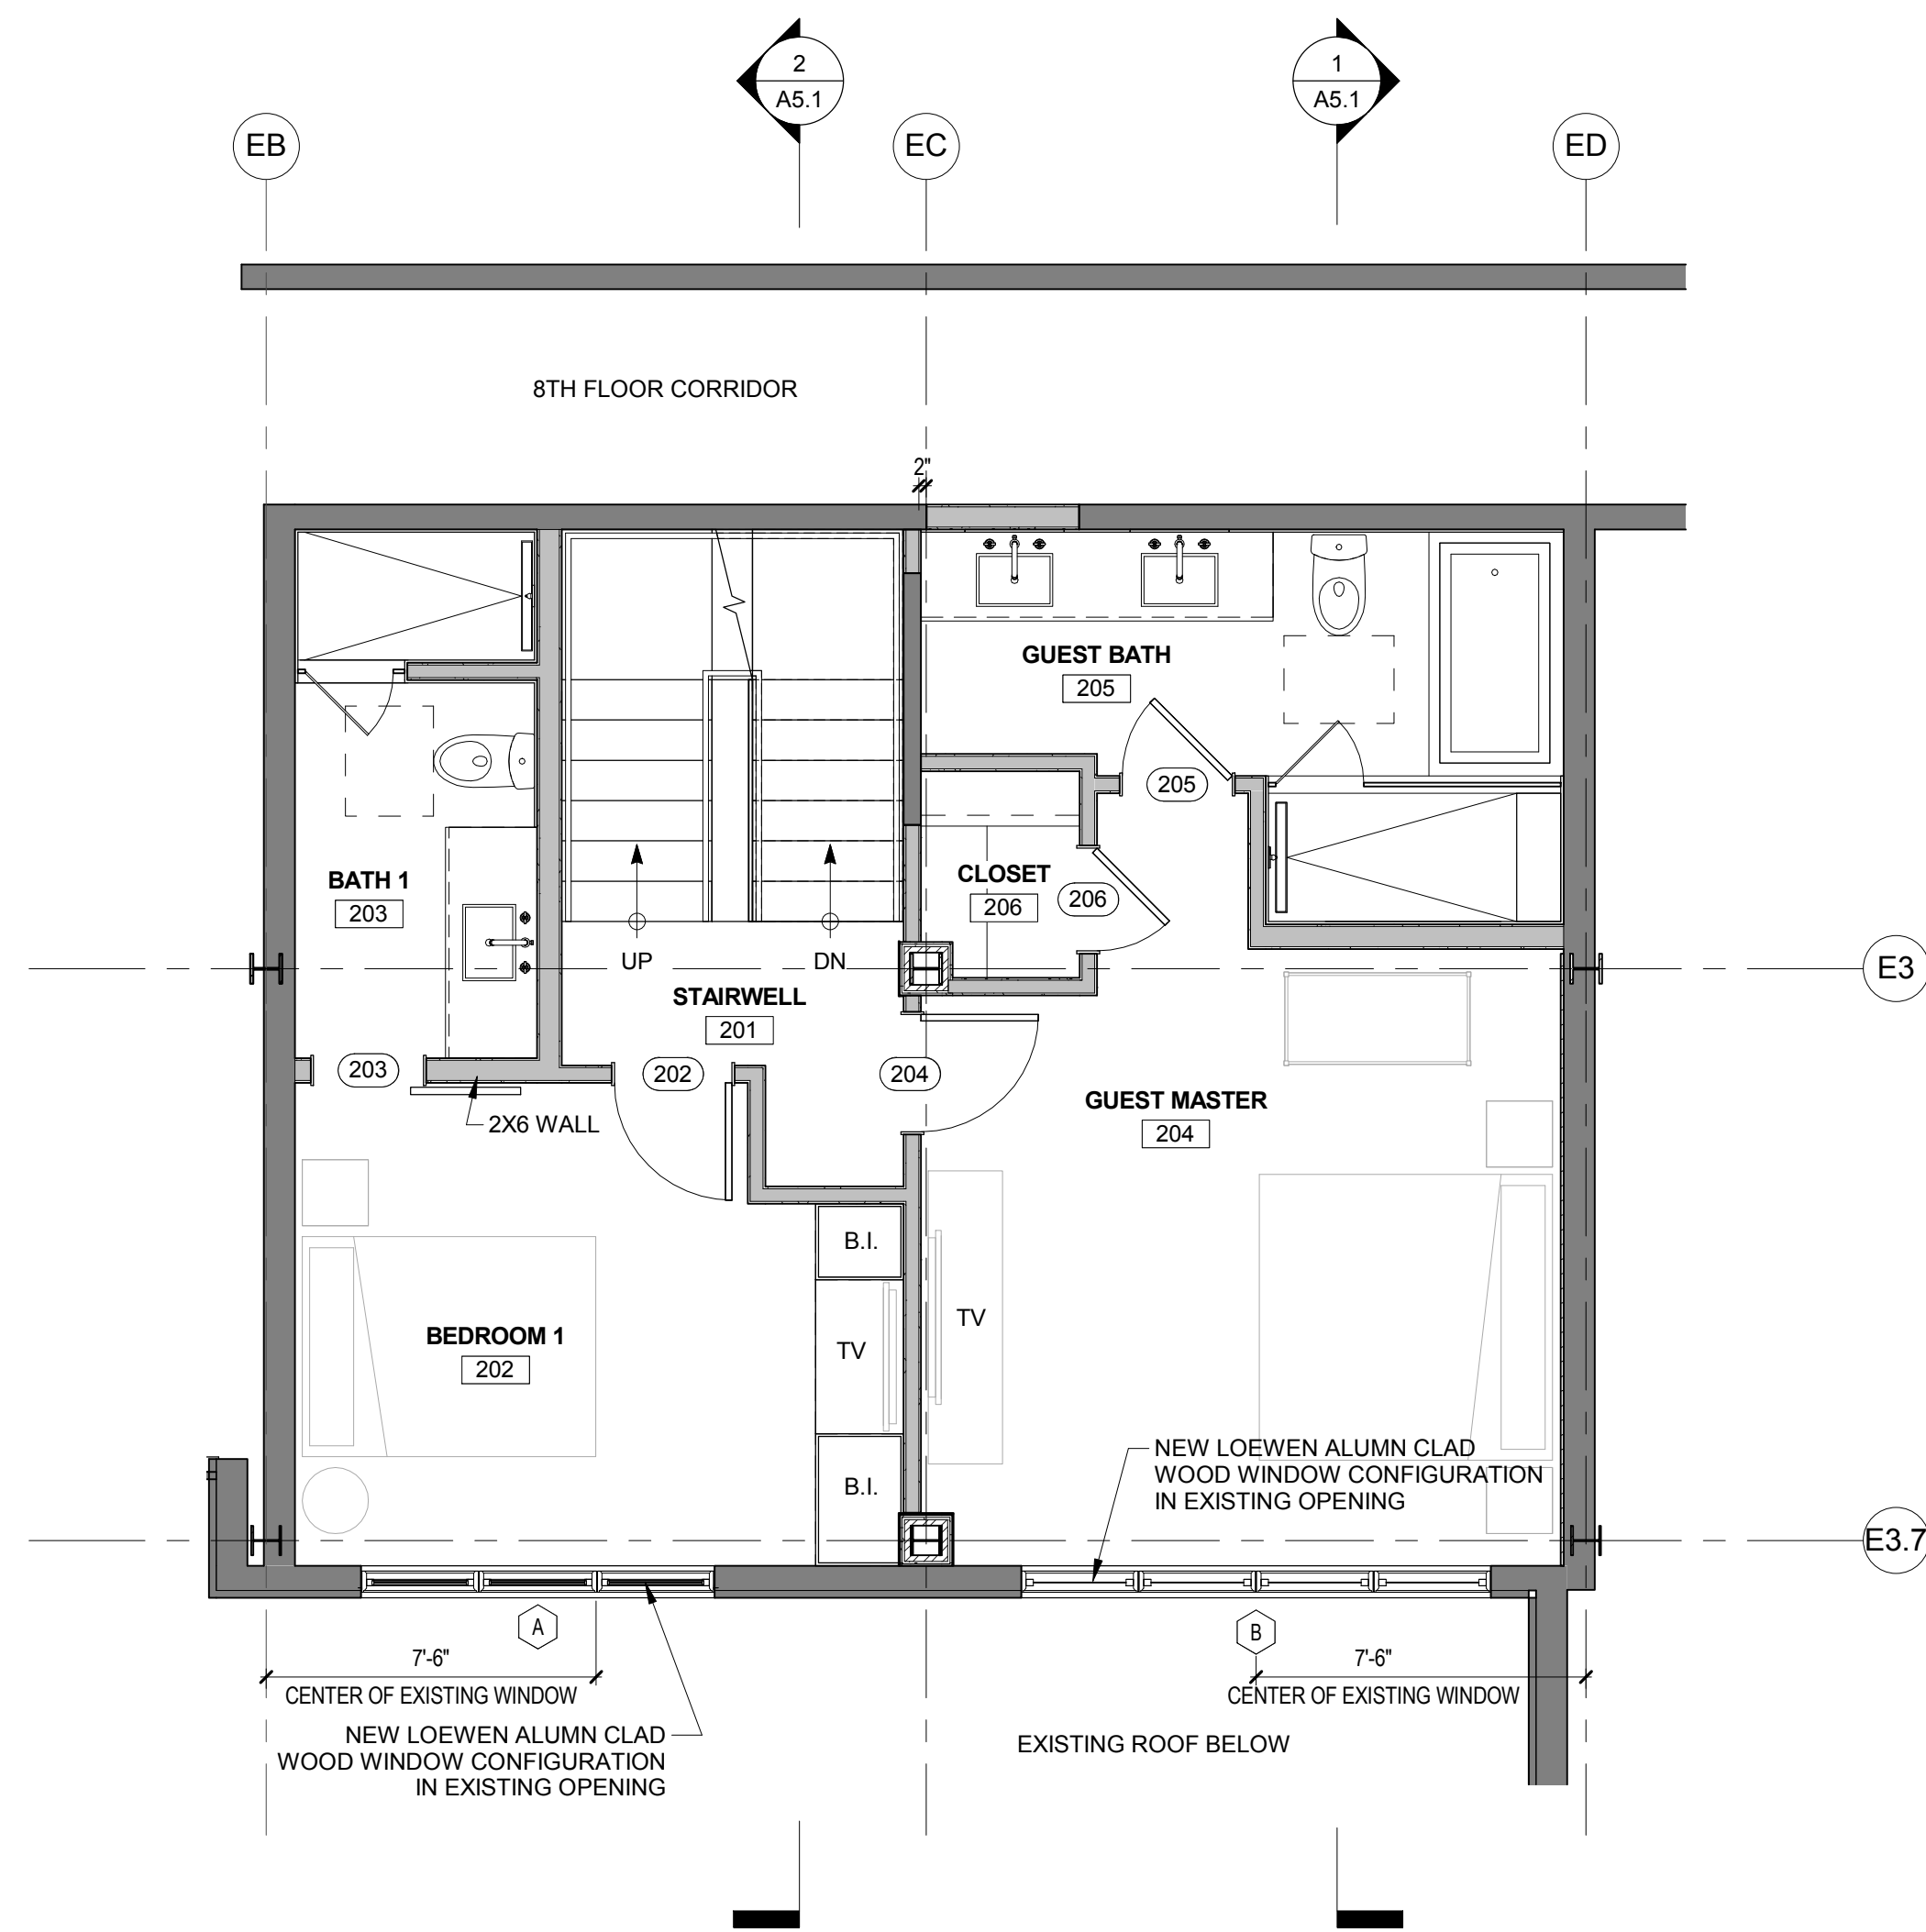 2
A5.1
1
A5.1
EB
EC
ED
8TH FLOOR CORRIDOR
2"
GUEST BATH
205
205
BATH 1
203
CLOSET
206
206
UP
DN
E3
STAIRWELL
201
203
202
204
2X6 WALL
GUEST MASTER
204
B.I.
TV
TV
BEDROOM 1
202
B.I.
NEW LOEWEN ALUMN CLAD
WOOD WINDOW CONFIGURATION
IN EXISTING OPENING
E3.7
A
B
7'-6"
CENTER OF EXISTING WINDOW
7'-6"
CENTER OF EXISTING WINDOW
NEW LOEWEN ALUMN CLAD
WOOD WINDOW CONFIGURATION
IN EXISTING OPENING
EXISTING ROOF BELOW